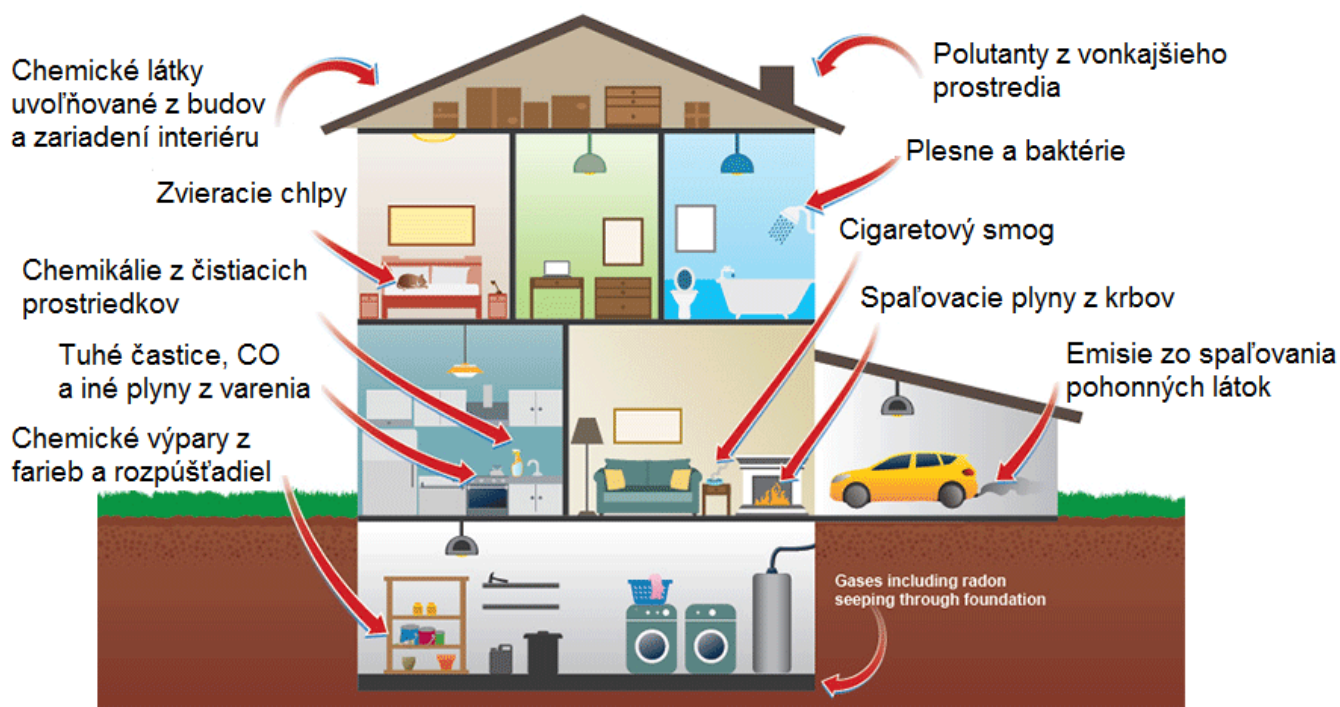 Chemické látky
uvoľňované z budov
a zariadení interiéru
Polutanty z vonkajšieho
prostredia
Plesne a baktérie
Zvieracie chlpy
Cigaretový smog
Chemikálie z čistiacich
prostriedkov
Spaľovacie plyny z krbov
Tuhé častice, CO
a iné plyny z varenia
Emisie zo spaľovania
pohonných látok
Chemické výpary z
farieb a rozpúšťadiel
Gases including radon
seeping through foundation